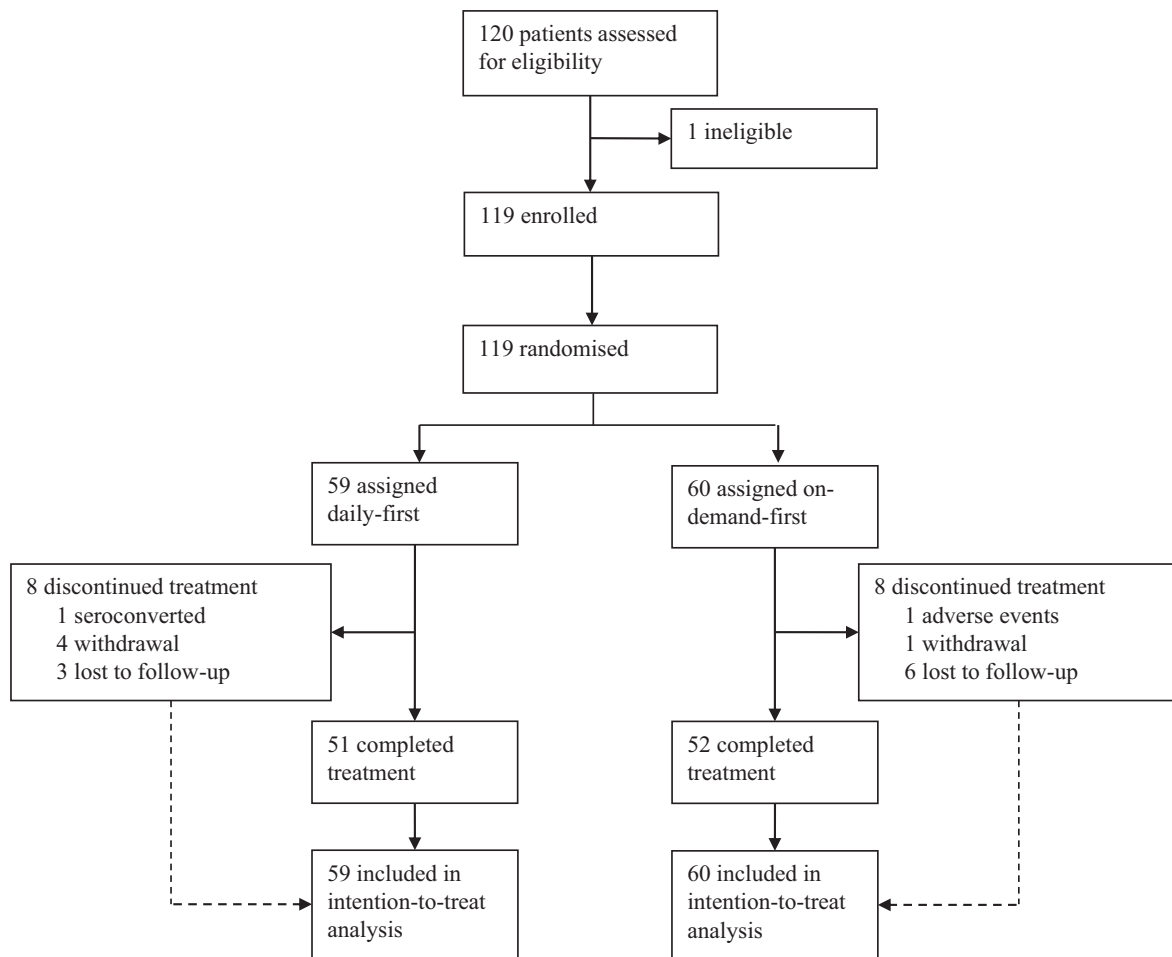 120 patients assessed
for eligibility
1 ineligible
119 enrolled
119 randomised
59 assigned
daily-first
60 assigned on-
demand-first
8 discontinued treatment
1 seroconverted
4 withdrawal
3 lost to follow-up
8 discontinued treatment
1 adverse events
1 withdrawal
6 lost to follow-up
51 completed
treatment
52 completed
treatment
59 included in
intention-to-treat
analysis
60 included in
intention-to-treat
analysis